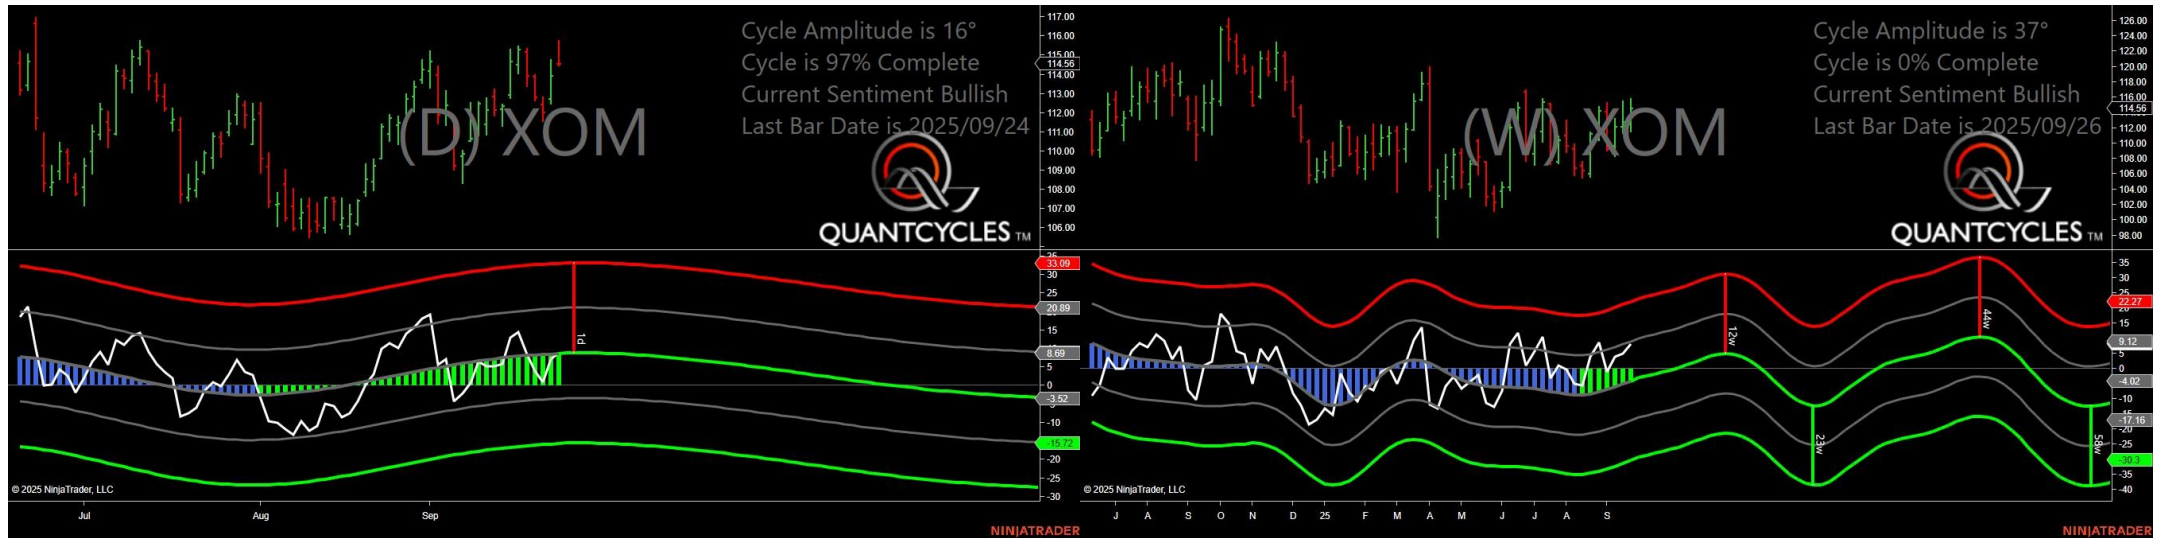 Cycle Amplitude is 16°
Cycle is 97% Complete
Current Sentiment Bullish
Last Bar Date is 2025/09/24
(D) XOM
QUANTCYCLES TM
117.00
116.00
115.00
114.56
114.00
113.00
112.00
111.00
110.00
109.00
108.00
107.00
106.00
33.09
30
25
20.89
15
8.69
5
0
-3.52
-10
-15.72
-20
-25
-30
1d
© 2025 NinjaTrader, LLC
Jul Aug Sep
NINJATRADER
Cycle Amplitude is 37°
Cycle is 0% Complete
Current Sentiment Bullish
Last Bar Date is 2025/09/26
(W) XOM
QUANTCYCLES TM
126.00
124.00
122.00
120.00
118.00
116.00
114.56
112.00
110.00
108.00
106.00
104.00
102.00
100.00
98.00
35
30
25
22.27
15
9.12
5
0
-4.02
-10
-17.16
-20
-25
-30.3
-35
-40
12w
23w
44w
58w
© 2025 NinjaTrader, LLC
J A S O N D 25 F M A M J J A S
NINJATRADER